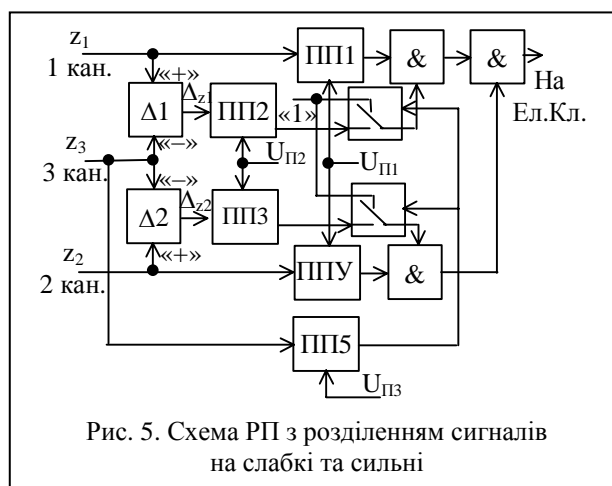 z1 ПП1 & &
1 кан. «+» На
Δ1 Δz1 ПП2 «1» Ел.Кл.
z3 «–» UП2 UП1
3 кан. «–»
Δ2 Δz2 ПП3
z2 «+» ППУ &
2 кан.
ПП5
UП3
Рис. 5. Схема РП з розділенням сигналів
на слабкі та сильні